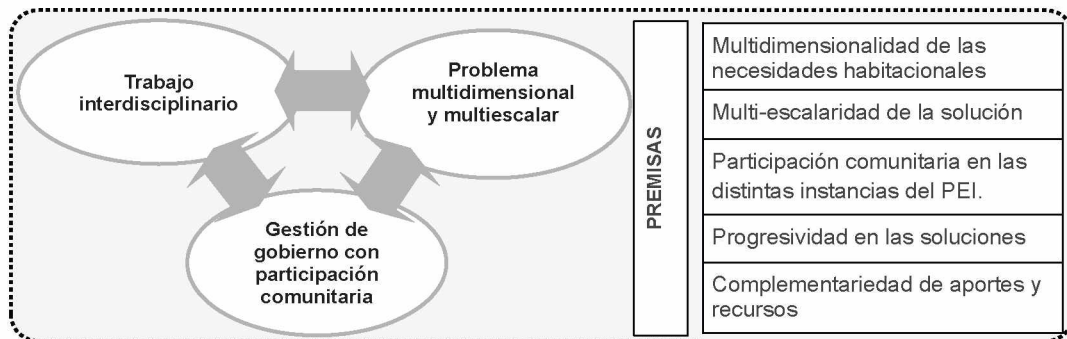 Trabajo
interdisciplinario
Problema
multidimensional
y multiescalar
Gestión de
gobierno con
participación
comunitaria
PREMISAS
Multidimensionalidad de las
necesidades habitacionales
Multi-escalaridad de la solución
Participación comunitaria en las
distintas instancias del PEI.
Progresividad en las soluciones
Complementariedad de aportes y
recursos